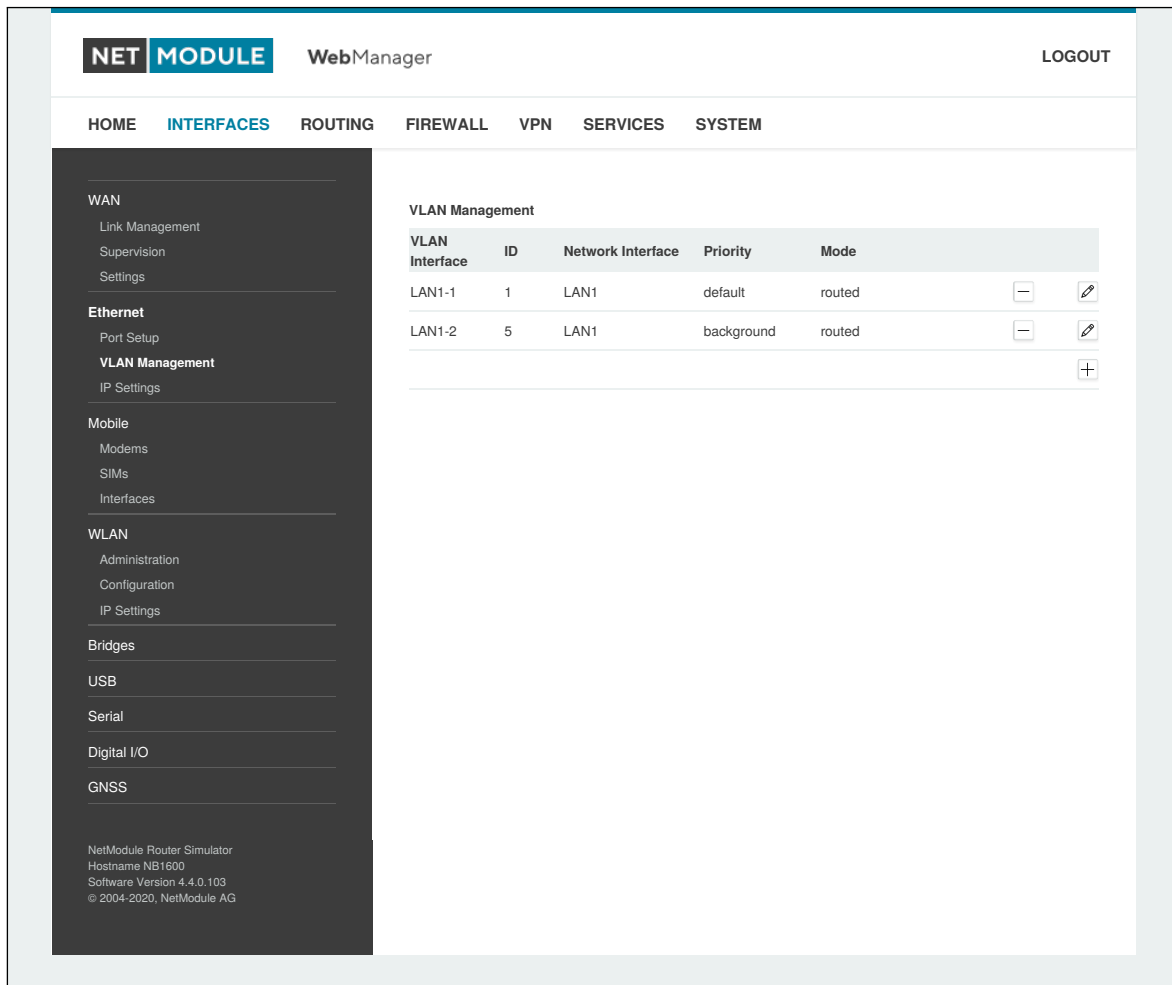 NET MODULE WebManager LOGOUT
HOME INTERFACES ROUTING FIREWALL VPN SERVICES SYSTEM
WAN
Link Management
Supervision
Settings
Ethernet
Port Setup
VLAN Management
IP Settings
Mobile
Modems
SIMs
Interfaces
WLAN
Administration
Configuration
IP Settings
Bridges
USB
Serial
Digital I/O
GNSS
NetModule Router Simulator
Hostname NB1600
Software Version 4.4.0.103
© 2004-2020, NetModule AG
VLAN Management
VLAN Interface ID Network Interface Priority Mode
LAN1-1 1 LAN1 default routed
LAN1-2 5 LAN1 background routed